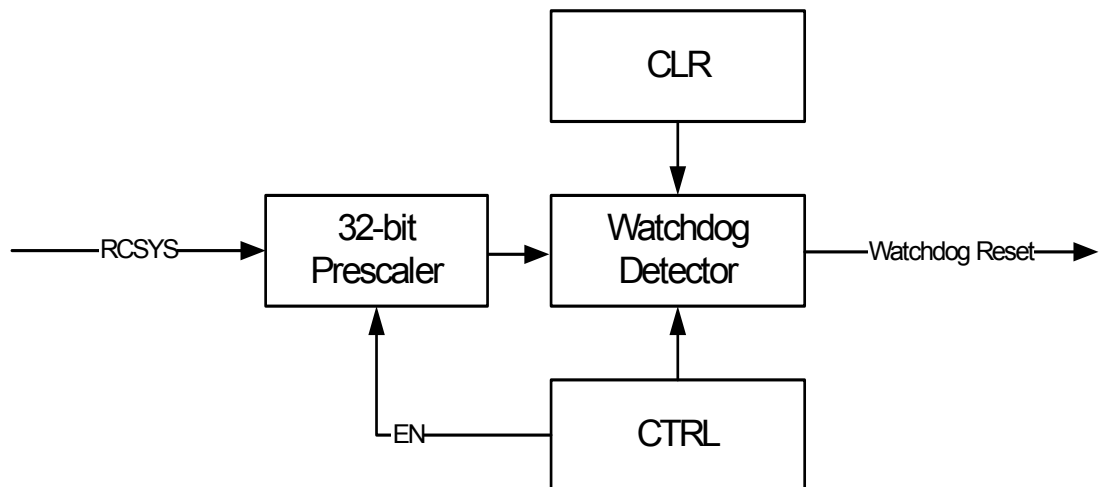 CLR
RCSYS
32-bit
Prescaler
Watchdog
Detector
Watchdog Reset
EN
CTRL